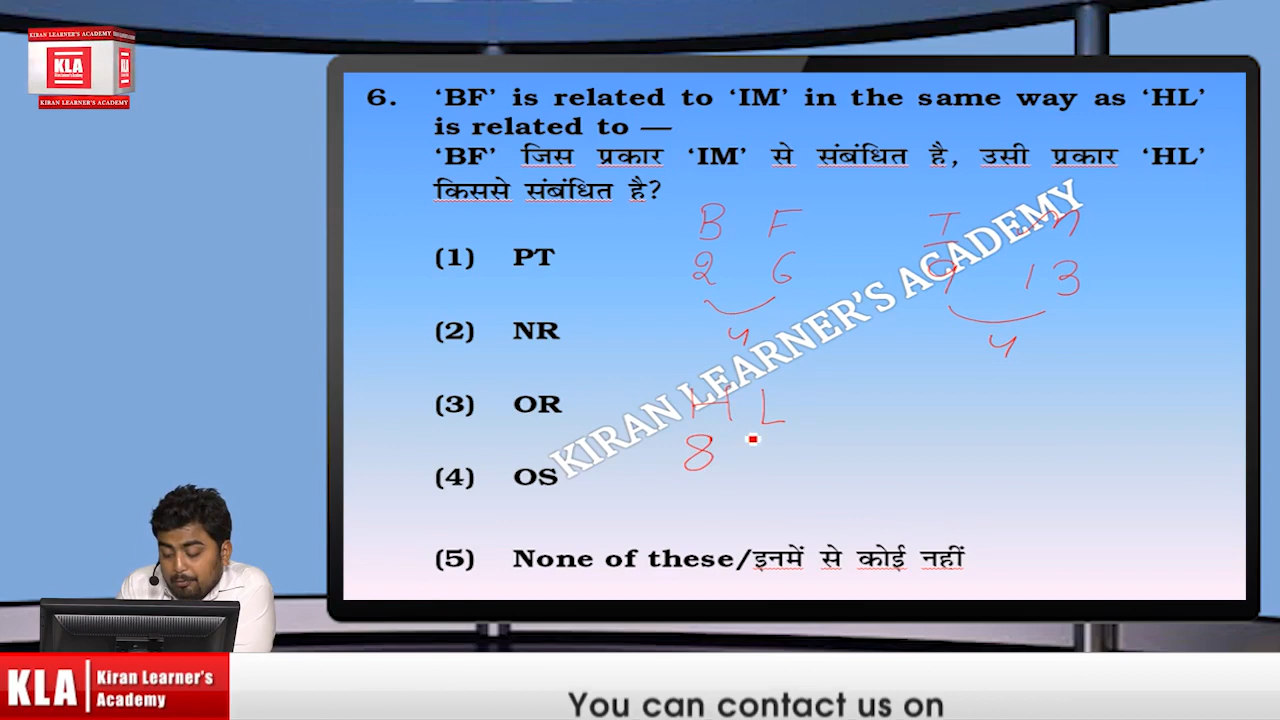 KIRAN LEARNER'S ACADEMY
KLA
Kiran Learner's Academy
KIRAN LEARNER'S ACADEMY
6. ‘BF’ is related to ‘IM’ in the same way as ‘HL’
is related to —
‘BF’ जिस प्रकार ‘IM’ से संबंधित है, उसी प्रकार ‘HL’
किससे संबंधित है?
(1) PT
(2) NR
(3) OR
(4) OS
(5) None of these/इनमें से कोई नहीं
B F I M
2 6 9 13
4 4
H L
8
KIRAN LEARNER'S ACADEMY
KLA
Kiran Learner's
Academy
You can contact us on